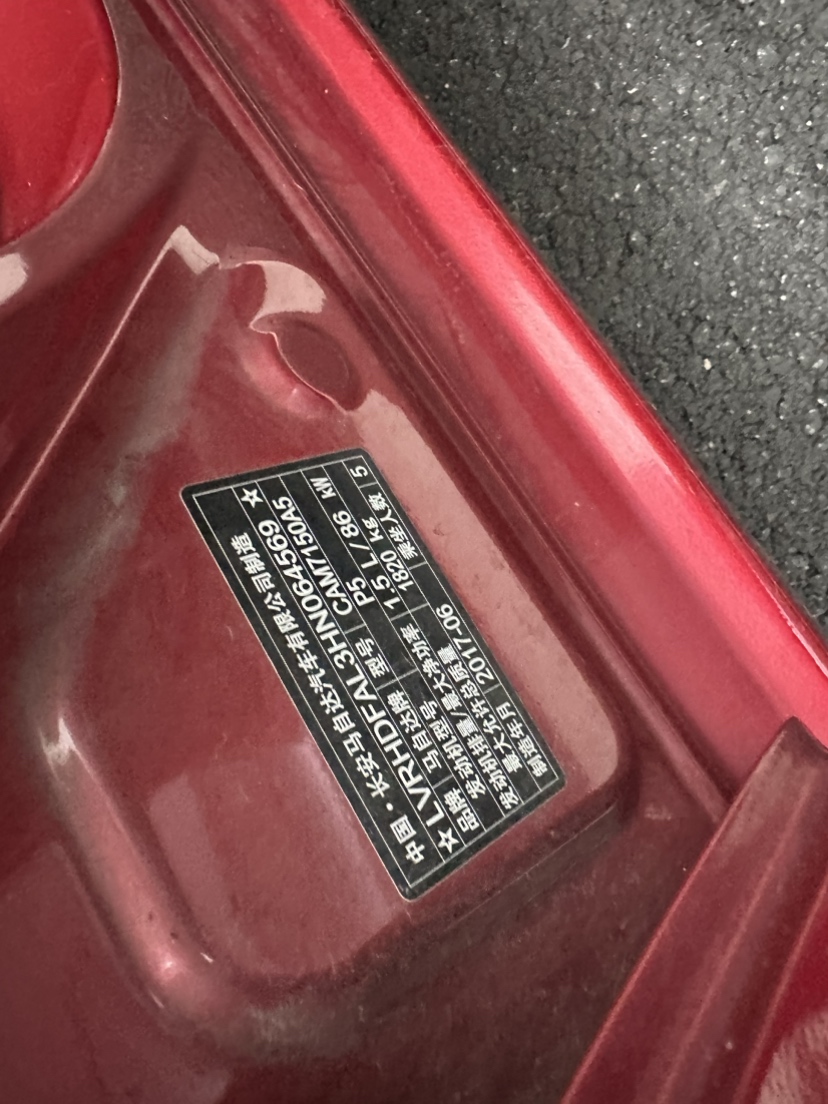 中国·长安马自达汽车有限公司制造
☆ LVRHDFAL3HN064569 ☆
品牌 马自达牌 型号 CAM7150A5
发动机型号 P5
发动机排量/最大净功率 1.5 L / 86 kW
最大允许总质量 1820 kg 乘坐人数 5
制造年月 2017-06